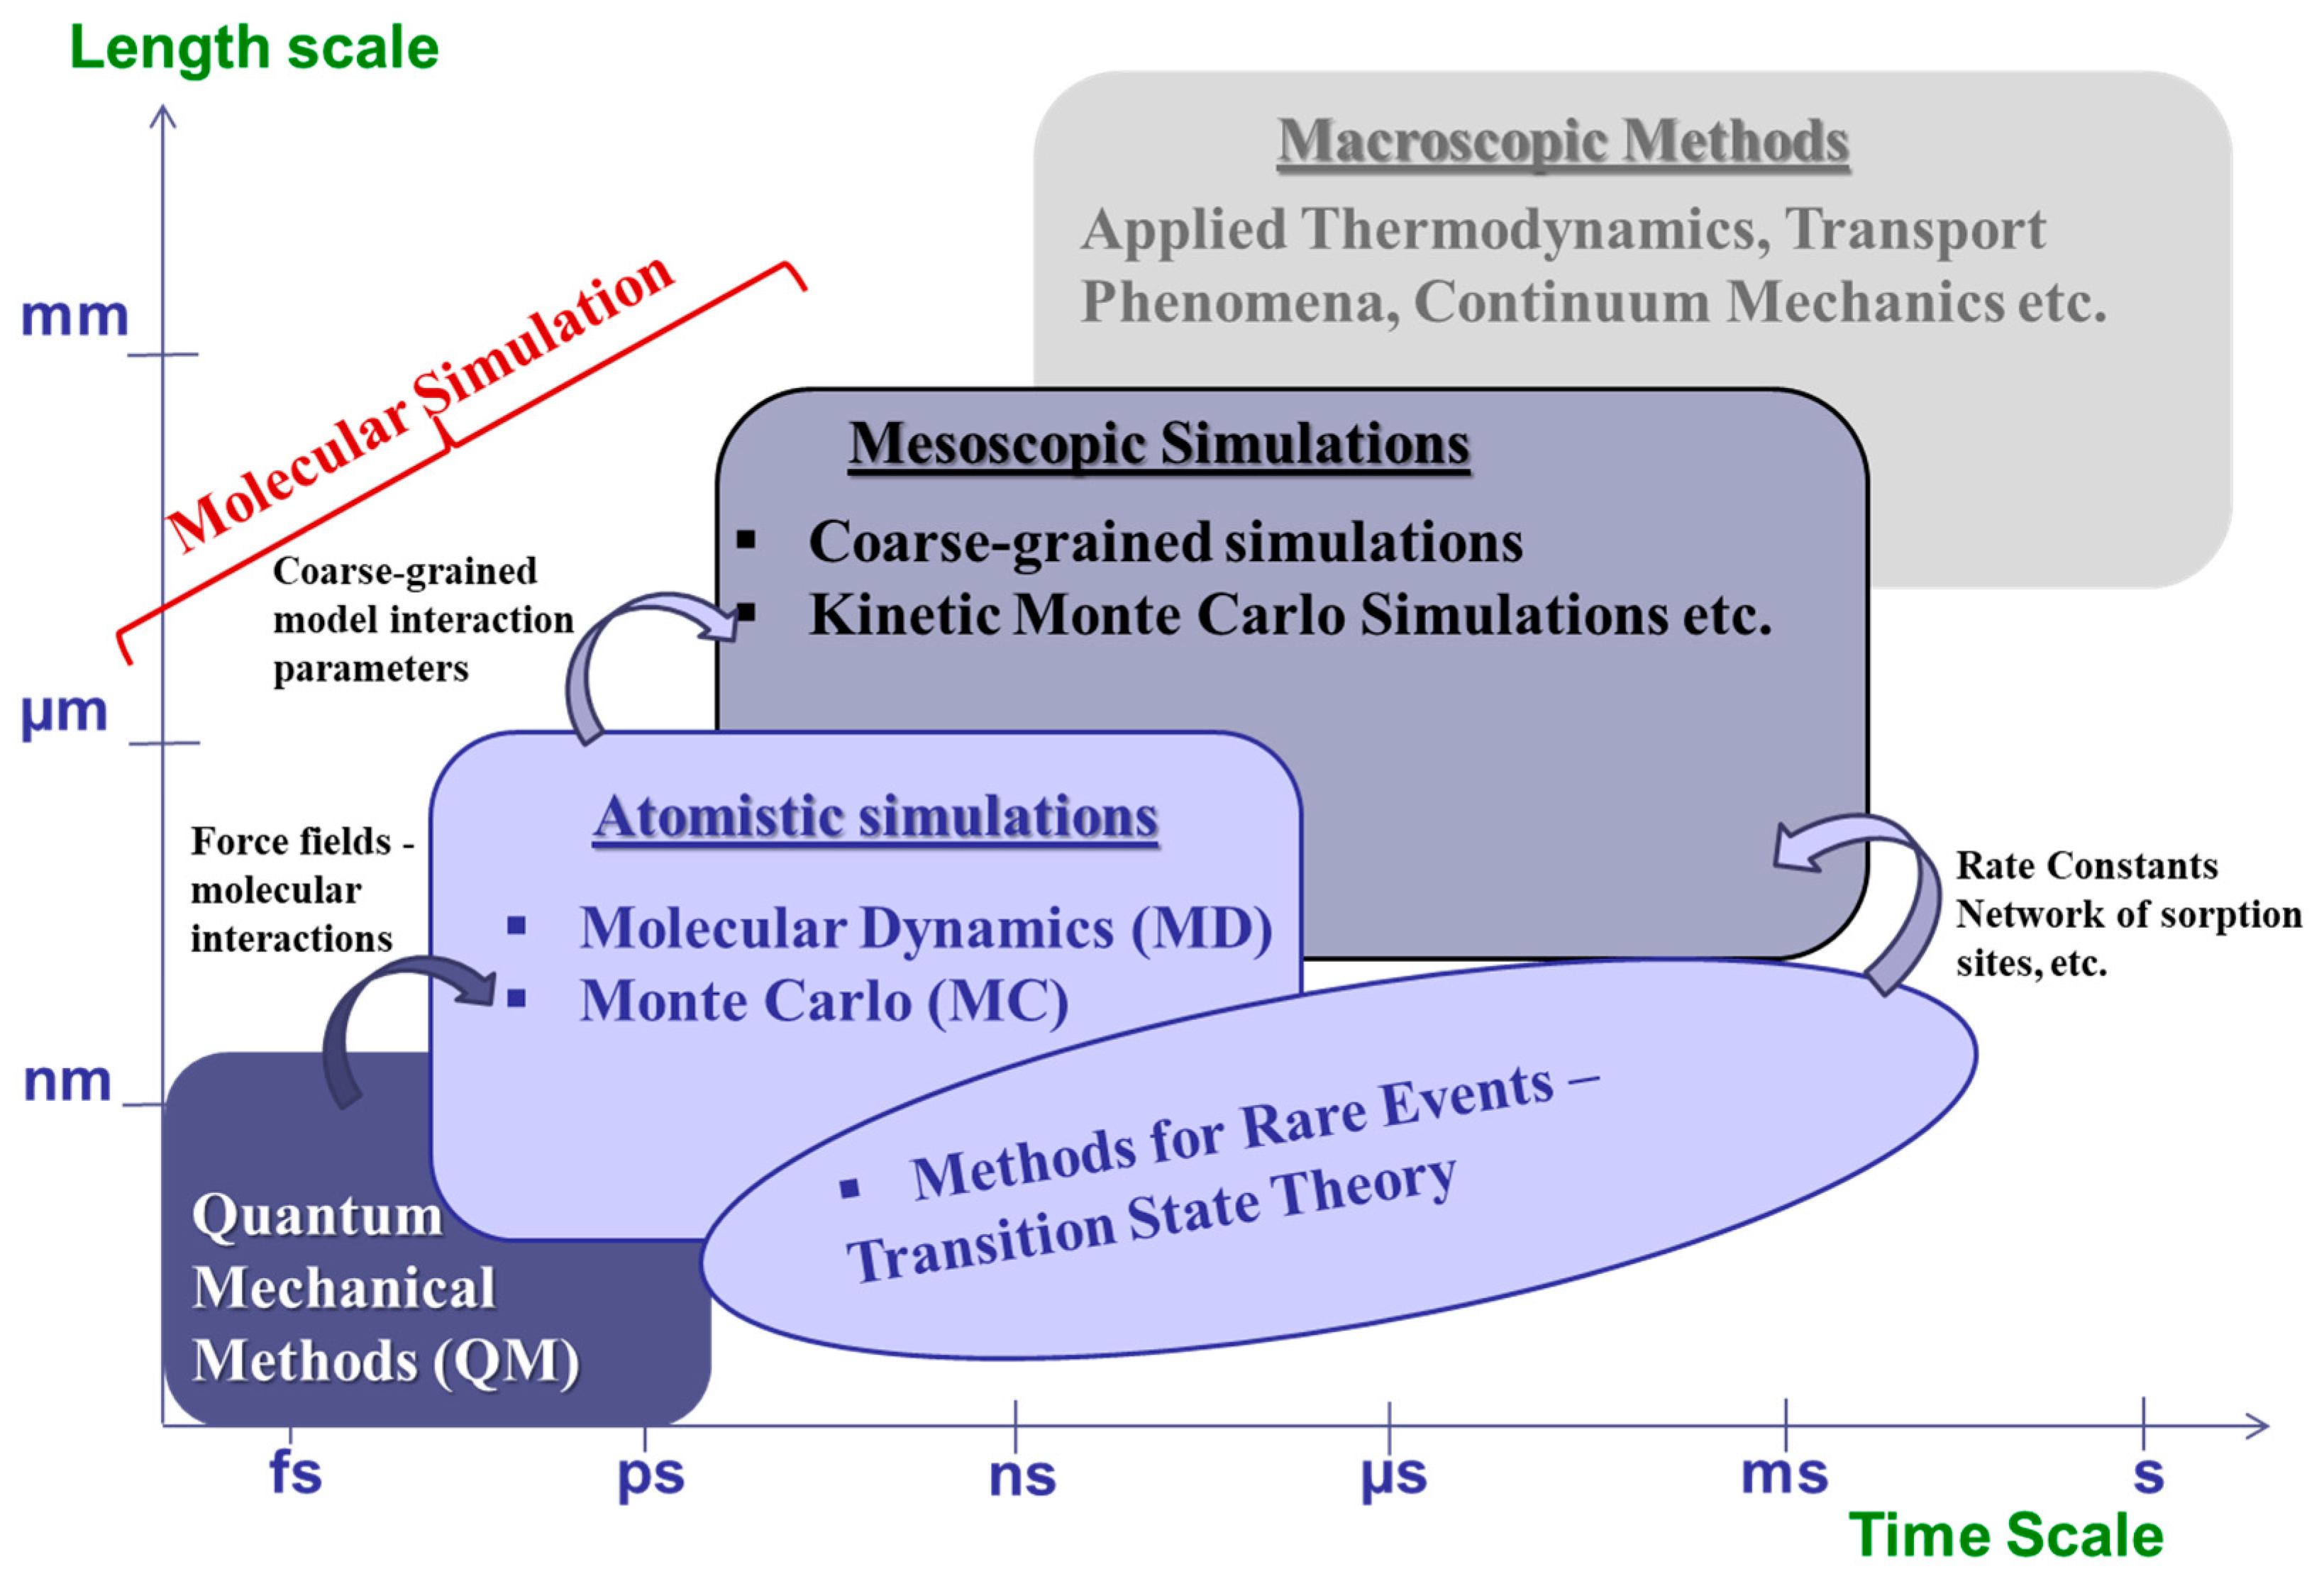 Length scale
Macroscopic Methods
Applied Thermodynamics, Transport
Phenomena, Continuum Mechanics etc.
mm
Molecular Simulation
Mesoscopic Simulations
▪ Coarse-grained simulations
▪ Kinetic Monte Carlo Simulations etc.
Coarse-grained
model interaction
parameters
µm
Atomistic simulations
▪ Molecular Dynamics (MD)
▪ Monte Carlo (MC)
Force fields -
molecular
interactions
Rate Constants
Network of sorption
sites, etc.
nm
▪ Methods for Rare Events –
Transition State Theory
Quantum
Mechanical
Methods (QM)
fs ps ns µs ms s
Time Scale